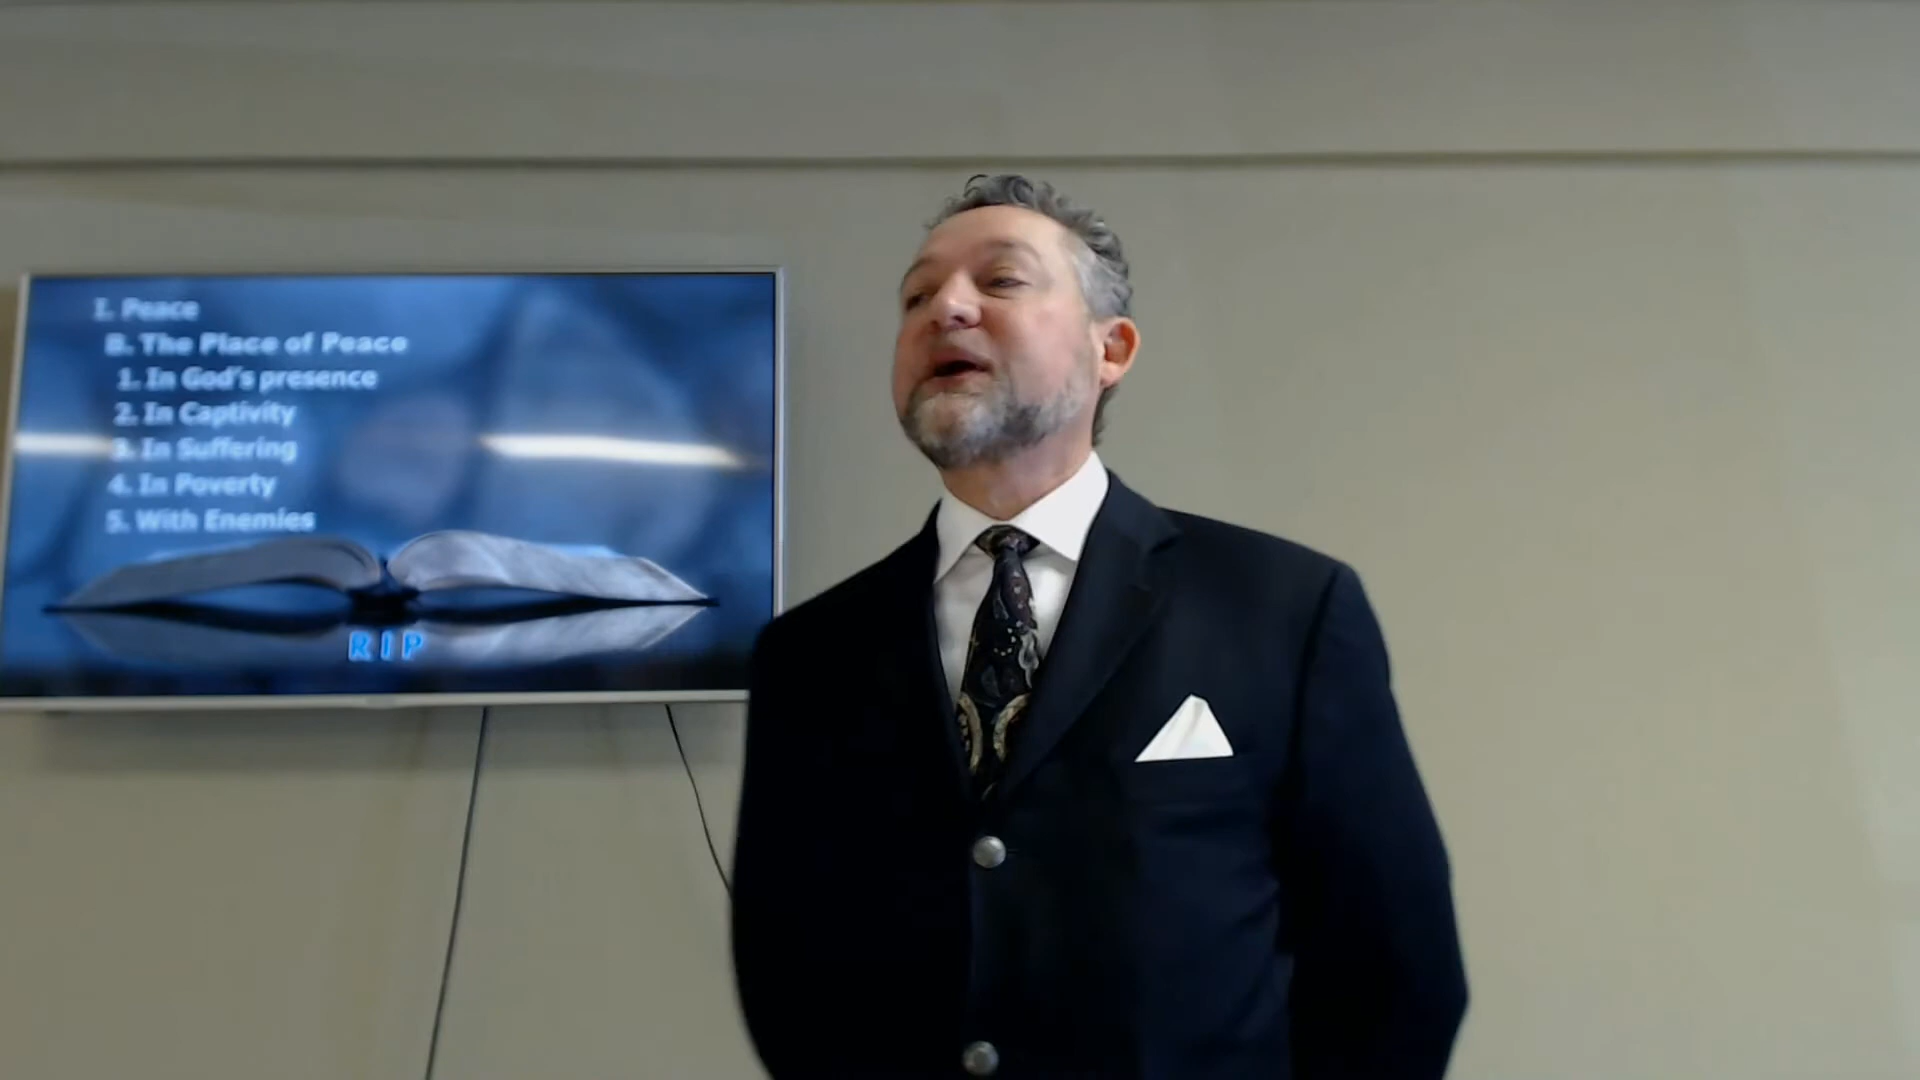 I. Peace
B. The Place of Peace
1. In God's presence
2. In Captivity
3. In Suffering
4. In Poverty
5. With Enemies
R I P